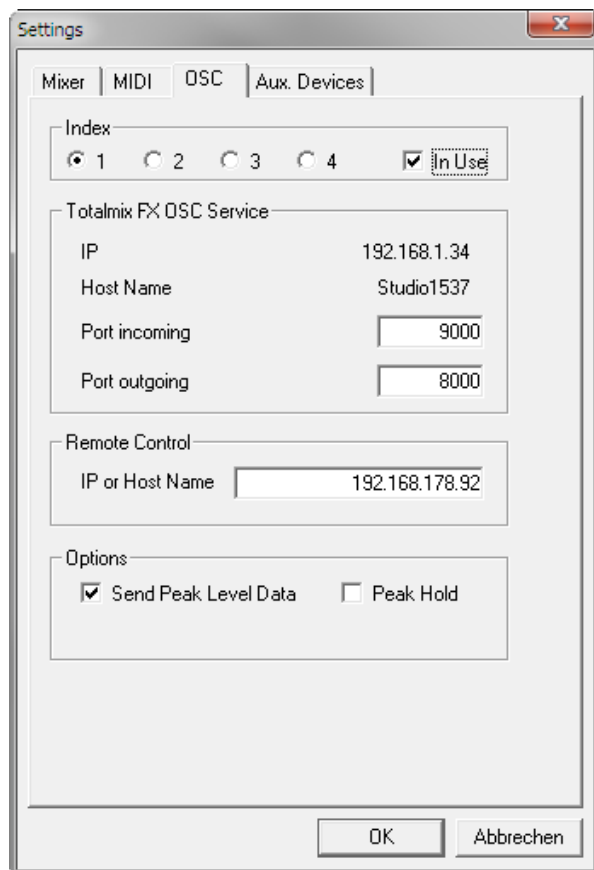 Settings
Mixer MIDI OSC Aux. Devices
Index
1 2 3 4 In Use
Totalmix FX OSC Service
IP 192.168.1.34
Host Name Studio1537
Port incoming 9000
Port outgoing 8000
Remote Control
IP or Host Name 192.168.178.92
Options
Send Peak Level Data Peak Hold
OK Abbrechen